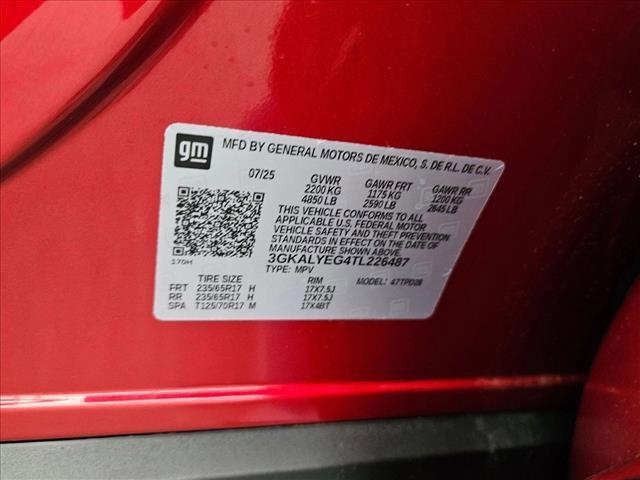 gm
MFD BY GENERAL MOTORS DE MEXICO, S. DE R.L. DE C.V.
07/25 GVWR GAWR FRT GAWR RR
2200 KG 1175 KG 1200 KG
4850 LB 2590 LB 2645 LB
THIS VEHICLE CONFORMS TO ALL
APPLICABLE U.S. FEDERAL MOTOR
VEHICLE SAFETY AND THEFT PREVENTION
STANDARDS IN EFFECT ON THE DATE OF
MANUFACTURE SHOWN ABOVE.
170H 3GKALYEG4TL226487
TYPE: MPV
TIRE SIZE RIM MODEL: 47TPD26
FRT 235/65R17 H 17X7.5J
RR 235/65R17 H 17X7.5J
SPA T125/70R17 M 17X4BT